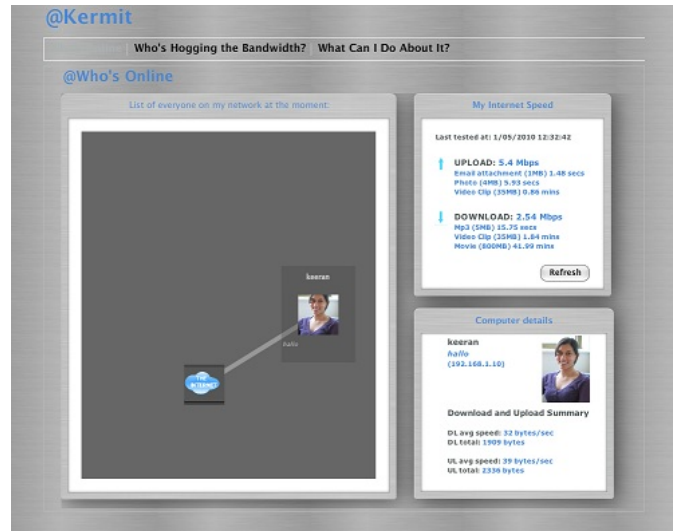 @Kermit
Who's Hogging the Bandwidth? | What Can I Do About It?
@Who's Online
List of everyone on my network at the moment:
keeran
hallo
THE
INTERNET
My Internet Speed
Last tested at: 1/05/2010 12:32:42
UPLOAD: 5.4 Mbps
Email attachment (1MB) 1.48 secs
Photo (4MB) 5.93 secs
Video Clip (35MB) 0.86 mins
DOWNLOAD: 2.54 Mbps
Mp3 (5MB) 15.75 secs
Video Clip (35MB) 1.84 mins
Movie (800MB) 41.99 mins
Refresh
Computer details
keeran
hallo
(192.168.1.10)
Download and Upload Summary
DL avg speed: 32 bytes/sec
DL total: 1909 bytes
UL avg speed: 39 bytes/sec
UL total: 2336 bytes